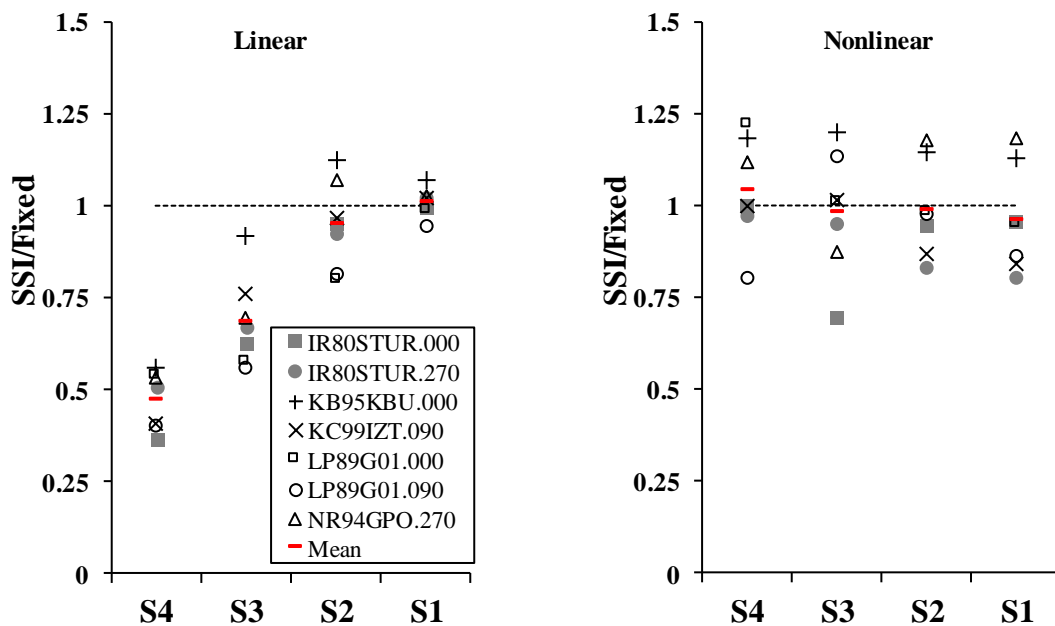 Linear
SSI/Fixed
1.5
1.25
1
0.75
0.5
0.25
0
IR80STUR.000
IR80STUR.270
KB95KBU.000
KC99IZT.090
LP89G01.000
LP89G01.090
NR94GPO.270
Mean
S4 S3 S2 S1
Nonlinear
SSI/Fixed
1.5
1.25
1
0.75
0.5
0.25
0
S4 S3 S2 S1